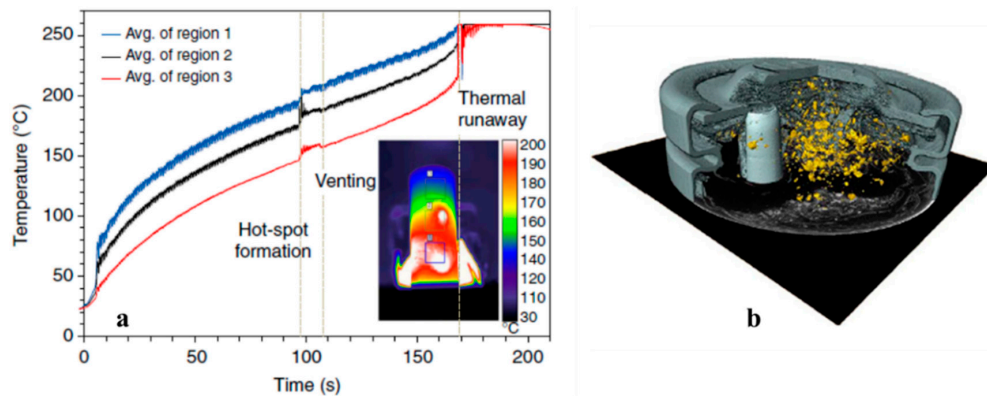 250
200
150
100
50
0
Temperature (°C)
Avg. of region 1
Avg. of region 2
Avg. of region 3
Hot-spot
formation
Venting
Thermal
runaway
200
190
180
170
160
150
140
130
120
110
30
°C
a
0
50
100
150
200
Time (s)
b